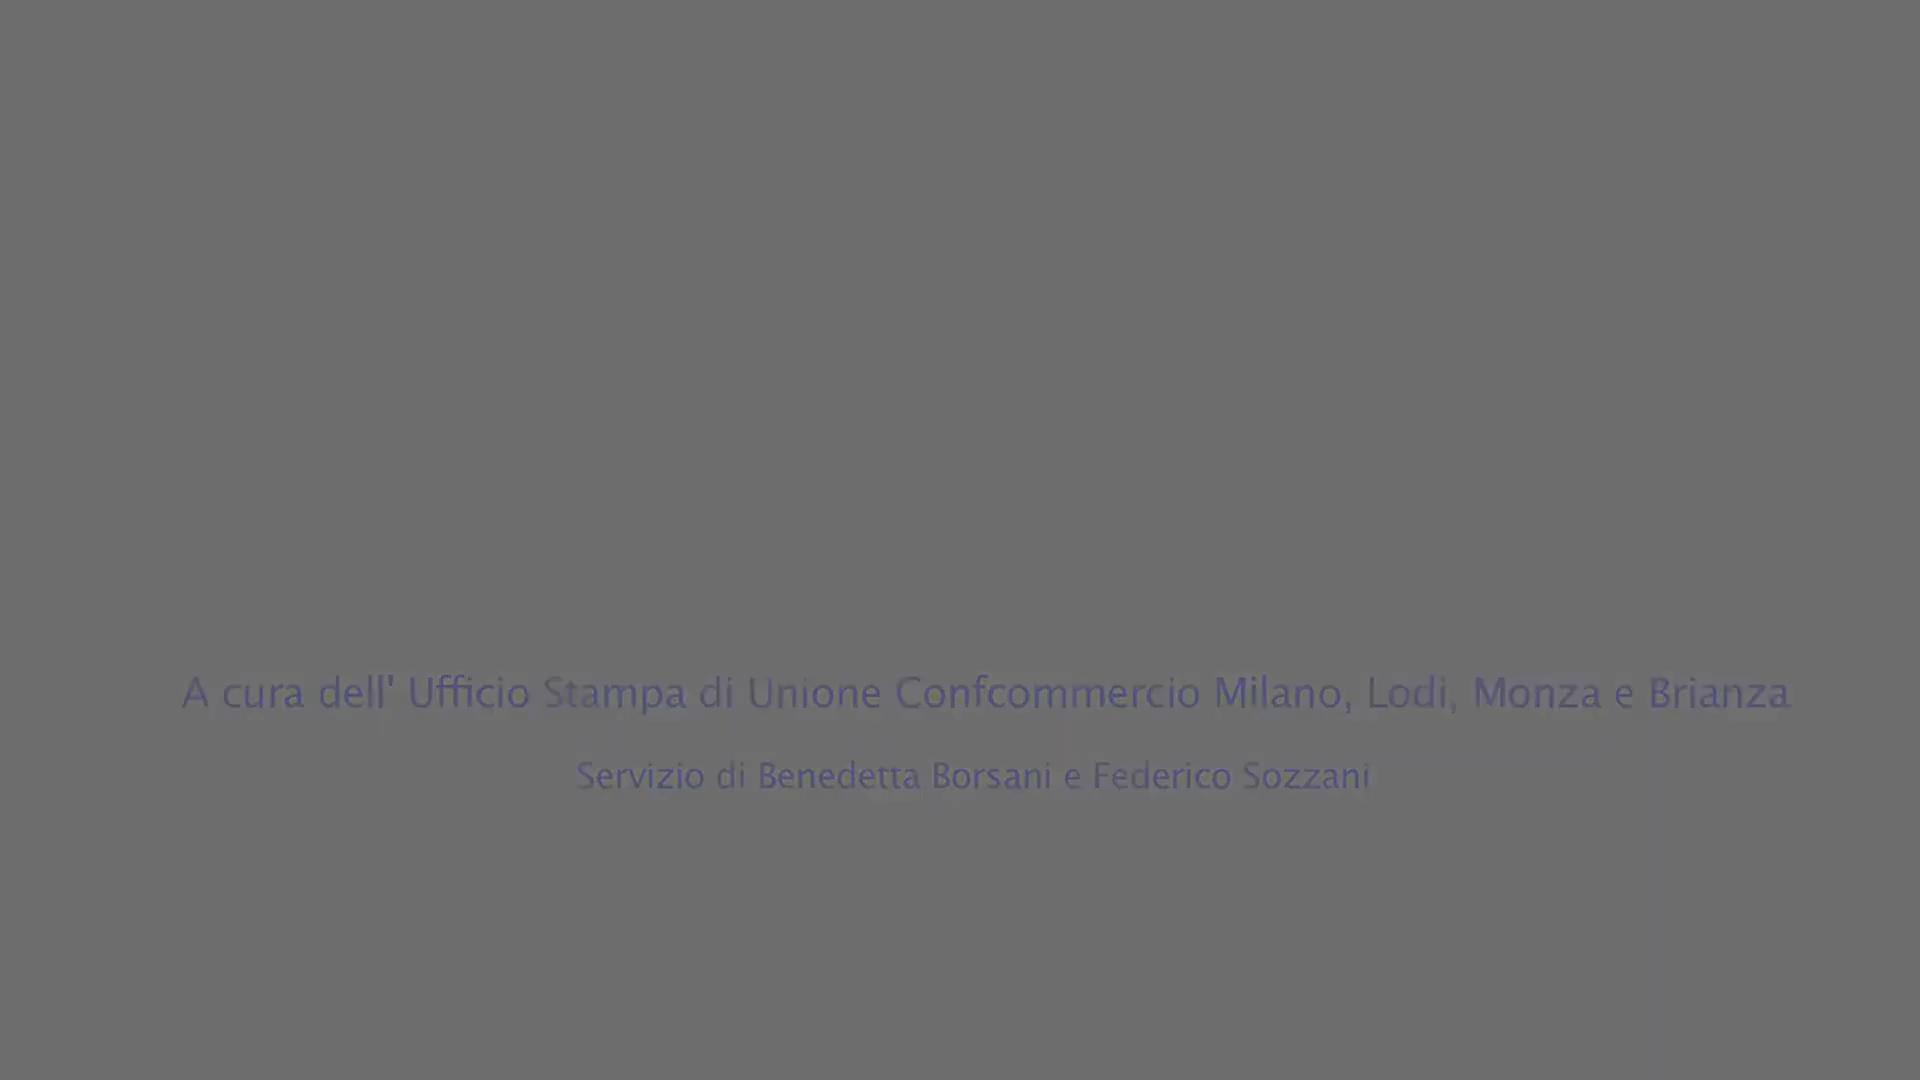 A cura dell' Ufficio Stampa di Unione Confcommercio Milano, Lodi, Monza e Brianza
Servizio di Benedetta Borsani e Federico Sozzani